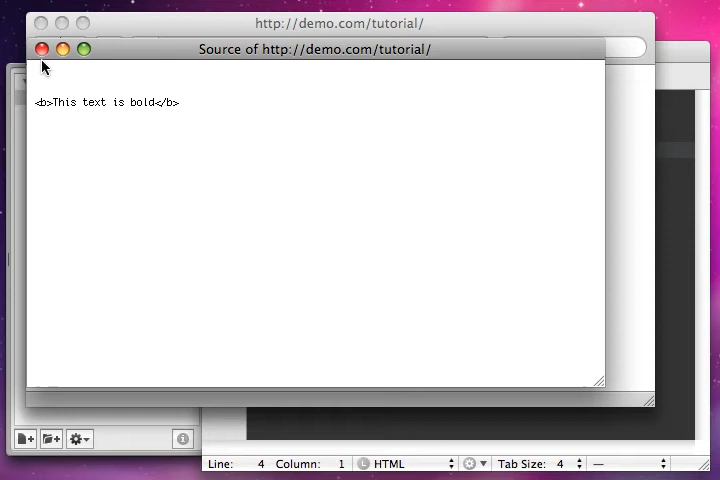 http://demo.com/tutorial/
Source of http://demo.com/tutorial/
<b>This text is bold</b>
Line: 4 Column: 1 L HTML Tab Size: 4 —